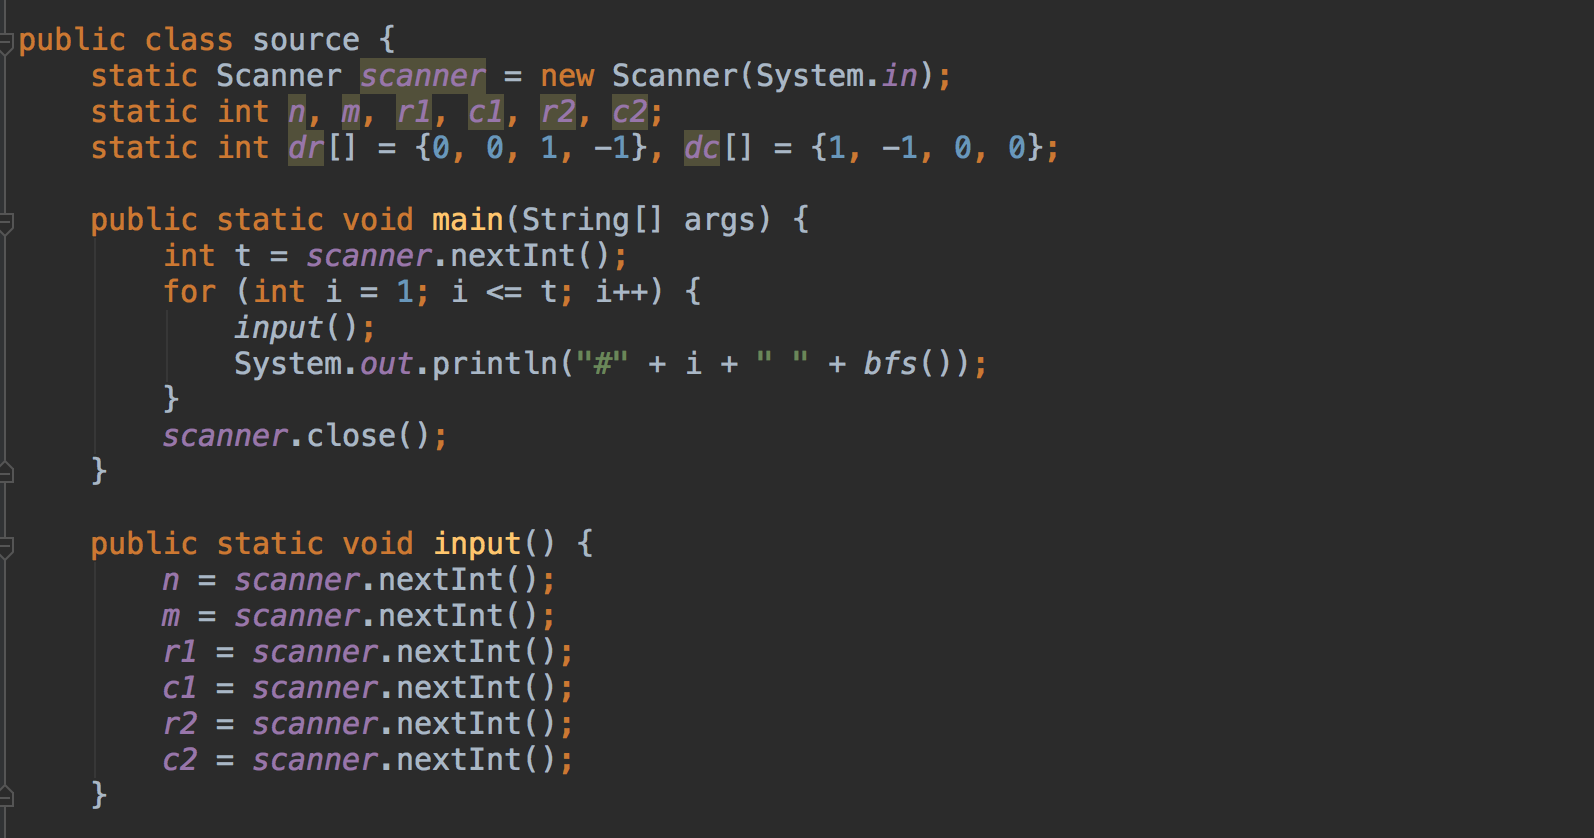 public class source {
    static Scanner scanner = new Scanner(System.in);
    static int n, m, r1, c1, r2, c2;
    static int dr[] = {0, 0, 1, -1}, dc[] = {1, -1, 0, 0};

    public static void main(String[] args) {
        int t = scanner.nextInt();
        for (int i = 1; i <= t; i++) {
            input();
            System.out.println("#" + i + " " + bfs());
        }
        scanner.close();
    }

    public static void input() {
        n = scanner.nextInt();
        m = scanner.nextInt();
        r1 = scanner.nextInt();
        c1 = scanner.nextInt();
        r2 = scanner.nextInt();
        c2 = scanner.nextInt();
    }